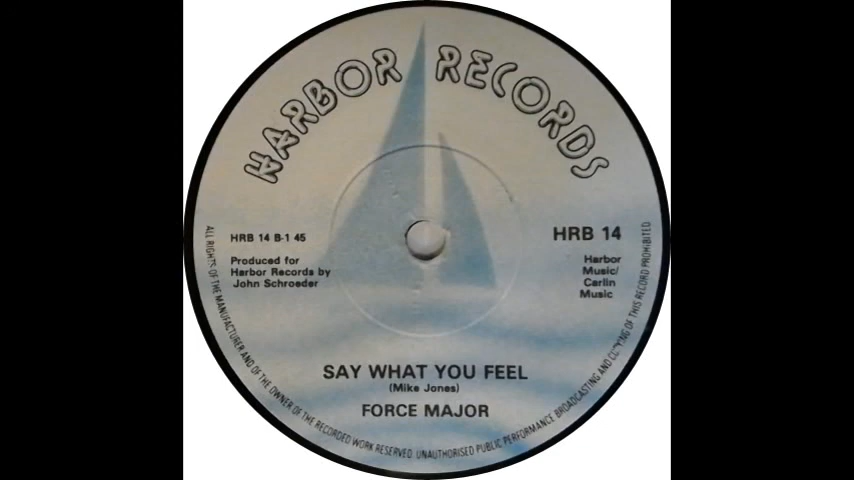 HARBOR RECORDS
HRB 14 B-1 45
HRB 14
Produced for
Harbor Records by
John Schroeder
Harbor
Music/
Carlin
Music
SAY WHAT YOU FEEL
(Mike Jones)
FORCE MAJOR
ALL RIGHTS OF THE MANUFACTURER AND OF THE OWNER OF THE RECORDED WORK RESERVED. UNAUTHORISED PUBLIC PERFORMANCE BROADCASTING AND COPYING OF THIS RECORD PROHIBITED